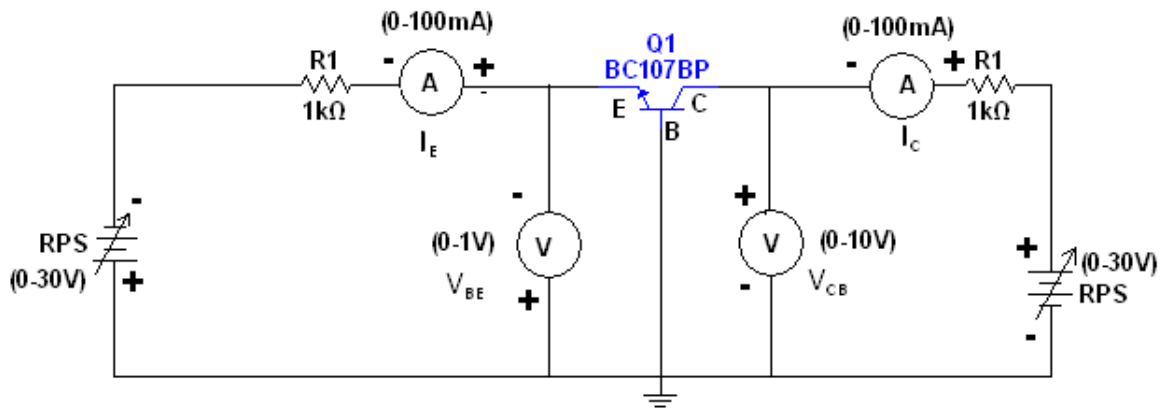 (0-100mA)
R1
-
A
+
-
1kΩ
I_E
Q1
BC107BP
E
C
B
(0-100mA)
-
A
+
R1
1kΩ
I_C
-
RPS
(0-30V)
+
-
(0-1V)
V
V_BE
+
+
V
(0-10V)
V_CB
-
+
(0-30V)
RPS
-